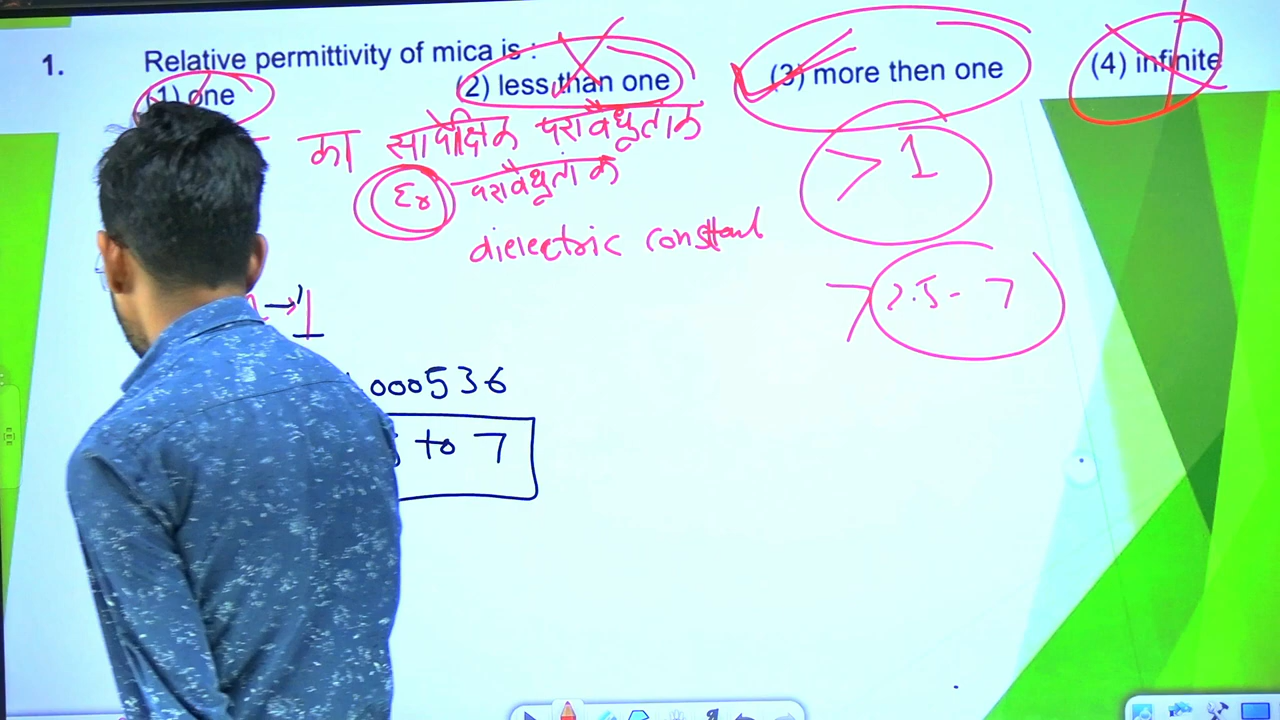 1. Relative permittivity of mica is :
(1) one (2) less than one (3) more then one (4) infinite
का सापेक्षिक परावैधुतांक
> 1
εr परावैधुतांक
dielectric constant
> 2.5 - 7
→ 1
000536
to 7